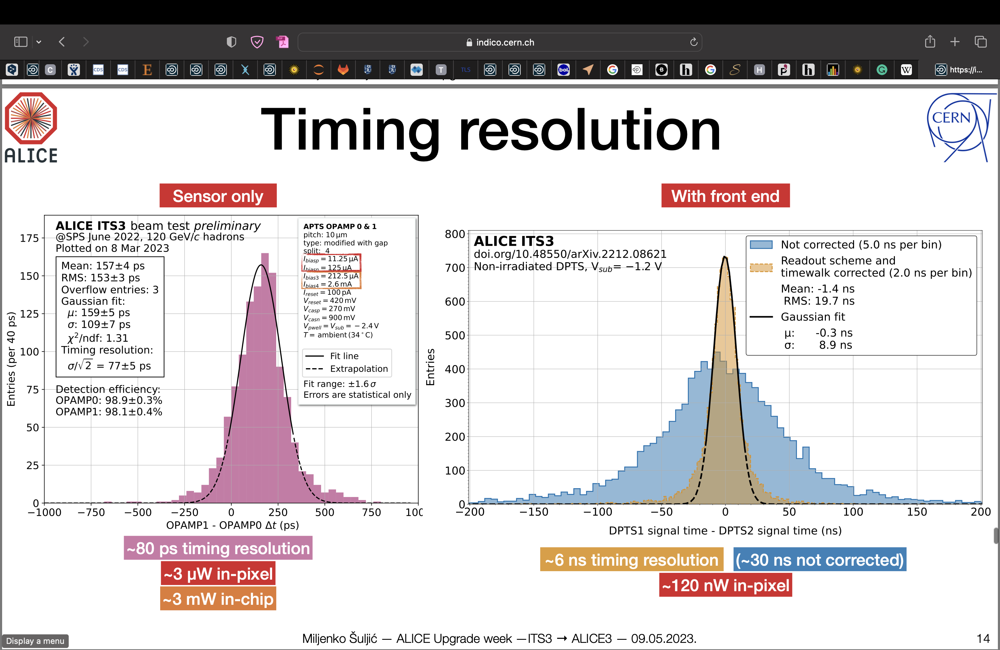 indico.cern.ch
https://i...
ALICE
Timing resolution
CERN
Sensor only
With front end
ALICE ITS3 beam test preliminary
@SPS June 2022, 120 GeV/c hadrons
Plotted on 8 Mar 2023
Mean: 157±4 ps
RMS: 153±3 ps
Overflow entries: 3
Gaussian fit:
μ: 159±5 ps
σ: 109±7 ps
χ²/ndf: 1.31
Timing resolution:
σ/√2 = 77±5 ps
Detection efficiency:
OPAMP0: 98.9±0.3%
OPAMP1: 98.1±0.4%
APTS OPAMP 0 & 1
pitch: 10 μm
type: modified with gap
split: 4
I_biasp = 11.25 μA
I_biasn = 125 μA
I_bias3 = 212.5 μA
I_bias4 = 2.6 mA
I_reset = 100 pA
V_reset = 420 mV
V_casp = 270 mV
V_casn = 900 mV
V_pwell = V_sub = −2.4 V
T = ambient (34°C)
Fit line
Extrapolation
Fit range: ±1.6σ
Errors are statistical only
Entries (per 40 ps)
175
150
125
100
75
50
25
0
−1000 −750 −500 −250 0 250 500 750 100
OPAMP1 - OPAMP0 Δt (ps)
~80 ps timing resolution
~3 μW in-pixel
~3 mW in-chip
ALICE ITS3
doi.org/10.48550/arXiv.2212.08621
Non-irradiated DPTS, V_sub= −1.2 V
Not corrected (5.0 ns per bin)
Readout scheme and
timewalk corrected (2.0 ns per bin)
Mean: -1.4 ns
RMS: 19.7 ns
Gaussian fit
μ: -0.3 ns
σ: 8.9 ns
Entries
800
700
600
500
400
300
200
100
0
−200 −150 −100 −50 0 50 100 150 200
DPTS1 signal time - DPTS2 signal time (ns)
~6 ns timing resolution
(~30 ns not corrected)
~120 nW in-pixel
Display a menu
Miljenko Šuljić — ALICE Upgrade week —ITS3 → ALICE3 — 09.05.2023.
14